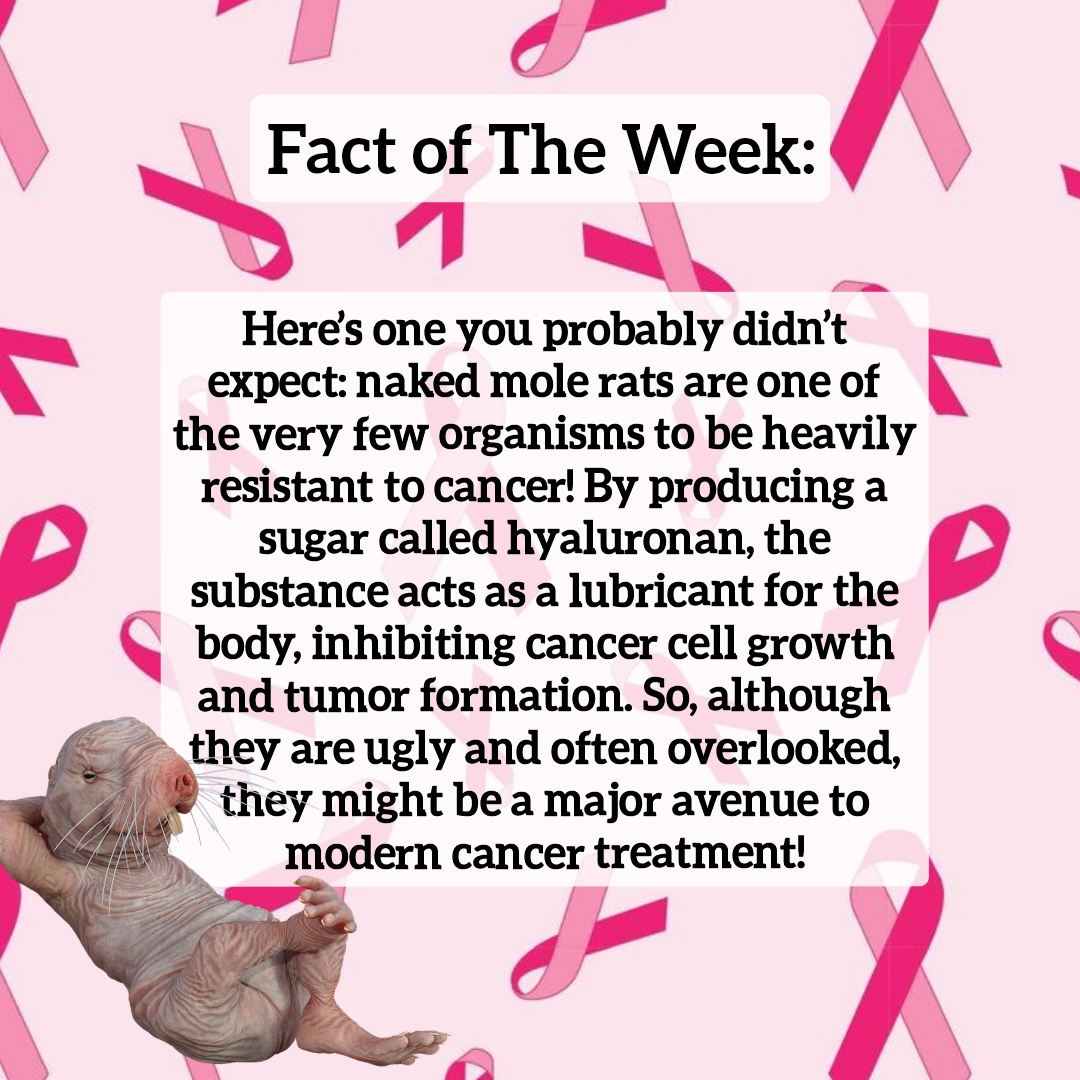 Fact of The Week:
Here’s one you probably didn’t
expect: naked mole rats are one of
the very few organisms to be heavily
resistant to cancer! By producing a
sugar called hyaluronan, the
substance acts as a lubricant for the
body, inhibiting cancer cell growth
and tumor formation. So, although
they are ugly and often overlooked,
they might be a major avenue to
modern cancer treatment!